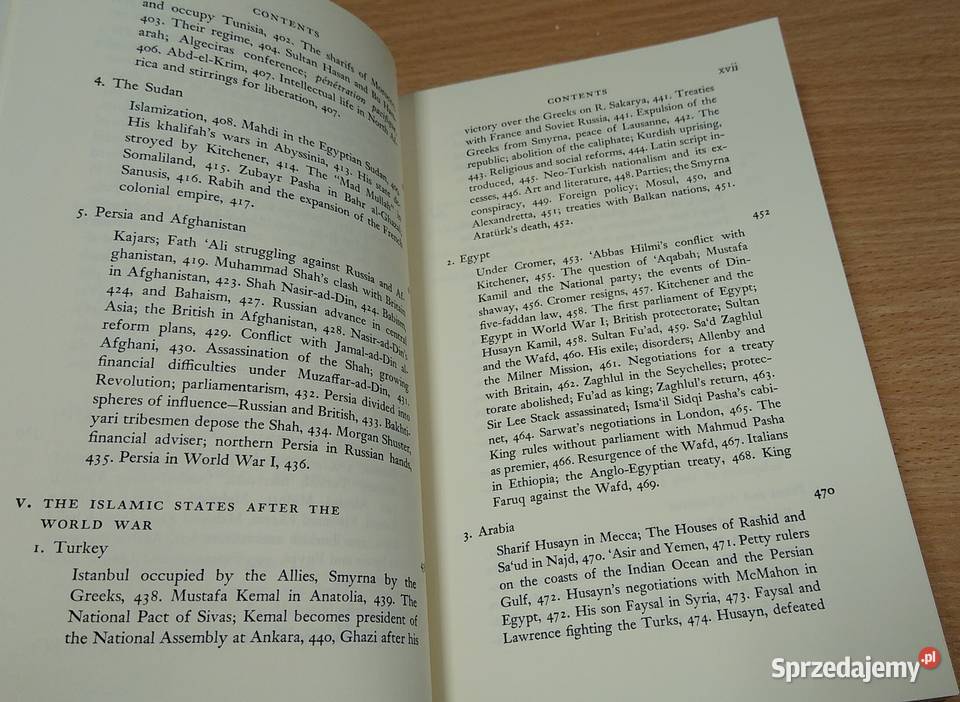 CONTENTS
and occupy Tunisia, 402. The sharifs of
403. Their regime, 404. Sultan Hasan and Bu
arah; Algeciras conference; pénétration pacifique,
406. Abd-el-Krim, 407. Intellectual life in North Af-
rica and stirrings for liberation, 407.
4. The Sudan
Islamization, 408. Mahdi in the Egyptian Sudan,
His khalifah's wars in Abyssinia, 413. His state de-
stroyed by Kitchener, 414. The "Mad Mullah" in
Somaliland, 415. Zubayr Pasha in Bahr al-Ghazal;
Sanusis, 416. Rabih and the expansion of the French
colonial empire, 417.
5. Persia and Afghanistan
Kajars; Fath 'Ali struggling against Russia and Af-
ghanistan, 419. Muhammad Shah's clash with Britain
in Afghanistan, 423. Shah Nasir-ad-Din, 424. Babism,
424, and Bahaism, 427. Russian advance in central
Asia; the British in Afghanistan, 428. Nasir-ad-Din's
reform plans, 429. Conflict with Jamal-ad-Din al-
Afghani, 430. Assassination of the Shah; growing
financial difficulties under Muzaffar-ad-Din, 431.
Revolution; parliamentarism, 432. Persia divided into
spheres of influence—Russian and British, 433. Bakhti-
yari tribesmen depose the Shah, 434. Morgan Shuster,
financial adviser; northern Persia in Russian hands,
435. Persia in World War I, 436.
V. THE ISLAMIC STATES AFTER THE
WORLD WAR
1. Turkey
Istanbul occupied by the Allies, Smyrna by the
Greeks, 438. Mustafa Kemal in Anatolia, 439. The
National Pact of Sivas; Kemal becomes president of
the National Assembly at Ankara, 440, Ghazi after his
CONTENTS
xvii
victory over the Greeks on R. Sakarya, 441. Treaties
with France and Soviet Russia, 441. Expulsion of the
Greeks from Smyrna, peace of Lausanne, 442. The
republic; abolition of the caliphate; Kurdish uprising,
443. Religious and social reforms, 444. Latin script in-
troduced, 445. Neo-Turkish nationalism and its ex-
cesses, 446. Art and literature, 448. Parties; the Smyrna
conspiracy, 449. Foreign policy; Mosul, 450, and
Alexandretta, 451; treaties with Balkan nations, 451.
Atatürk's death, 452.
2. Egypt 452
Under Cromer, 453. 'Abbas Hilmi's conflict with
Kitchener, 455. The question of 'Aqabah; Mustafa
Kamil and the National party; the events of Din-
shaway, 456. Cromer resigns, 457. Kitchener and the
five-faddan law, 458. The first parliament of Egypt;
Egypt in World War I; British protectorate; Sultan
Husayn Kamil, 458. Sultan Fu'ad, 459. Sa'd Zaghlul
and the Wafd, 460. His exile; disorders; Allenby and
the Milner Mission, 461. Negotiations for a treaty
with Britain, 462. Zaghlul in the Seychelles; protec-
torate abolished; Fu'ad as king; Zaghlul's return, 463.
Sir Lee Stack assassinated; Isma'il Sidqi Pasha's cabi-
net, 464. Sarwat's negotiations in London, 465. The
King rules without parliament with Mahmud Pasha
as premier, 466. Resurgence of the Wafd, 467. Italians
in Ethiopia; the Anglo-Egyptian treaty, 468. King
Faruq against the Wafd, 469.
3. Arabia 470
Sharif Husayn in Mecca; The Houses of Rashid and
Sa'ud in Najd, 470. 'Asir and Yemen, 471. Petty rulers
on the coasts of the Indian Ocean and the Persian
Gulf, 472. Husayn's negotiations with McMahon in
Egypt, 472. His son Faysal in Syria, 473. Faysal and
Lawrence fighting the Turks, 474. Husayn, defeated
Sprzedajemy.pl